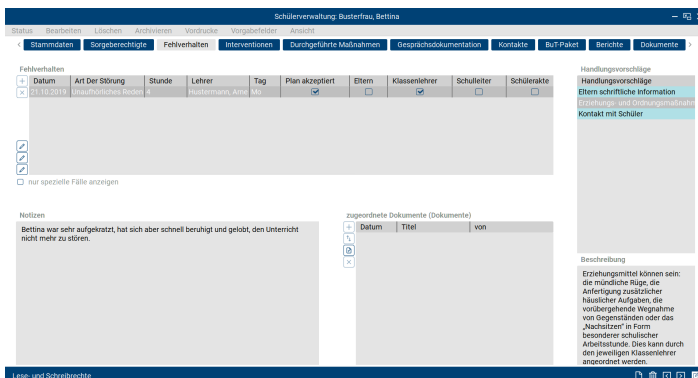 Schülerverwaltung: Busterfrau, Bettina
Status Bearbeiten Löschen Archivieren Vordrucke Vorgabefelder Ansicht
Stammdaten Sorgeberechtigte Fehlverhalten Interventionen Durchgeführte Maßnahmen Gesprächsdokumentation Kontakte BuT-Paket Berichte Dokumente
Fehlverhalten
Datum Art Der Störung Stunde Lehrer Tag Plan akzeptiert Eltern Klassenlehrer Schulleiter Schülerakte
21.10.2019 Unaufhörliches Reden 4 Hustermann, Arne Mo
nur spezielle Fälle anzeigen
Handlungsvorschläge
Handlungsvorschläge
Eltern schriftliche Information
Erziehungs- und Ordnungsmaßnahm
Kontakt mit Schüler
Notizen
Bettina war sehr aufgekratzt, hat sich aber schnell beruhigt und gelobt, den Unterricht
nicht mehr zu stören.
zugeordnete Dokumente (Dokumente)
Datum Titel von
Beschreibung
Erziehungsmittel können sein:
die mündliche Rüge, die
Anfertigung zusätzlicher
häuslicher Aufgaben, die
vorübergehende Wegnahme
von Gegenständen oder das
„Nachsitzen" in Form
besonderer schulischer
Arbeitsstunde. Dies kann durch
den jeweiligen Klassenlehrer
angeordnet werden.
Lese- und Schreibrechte